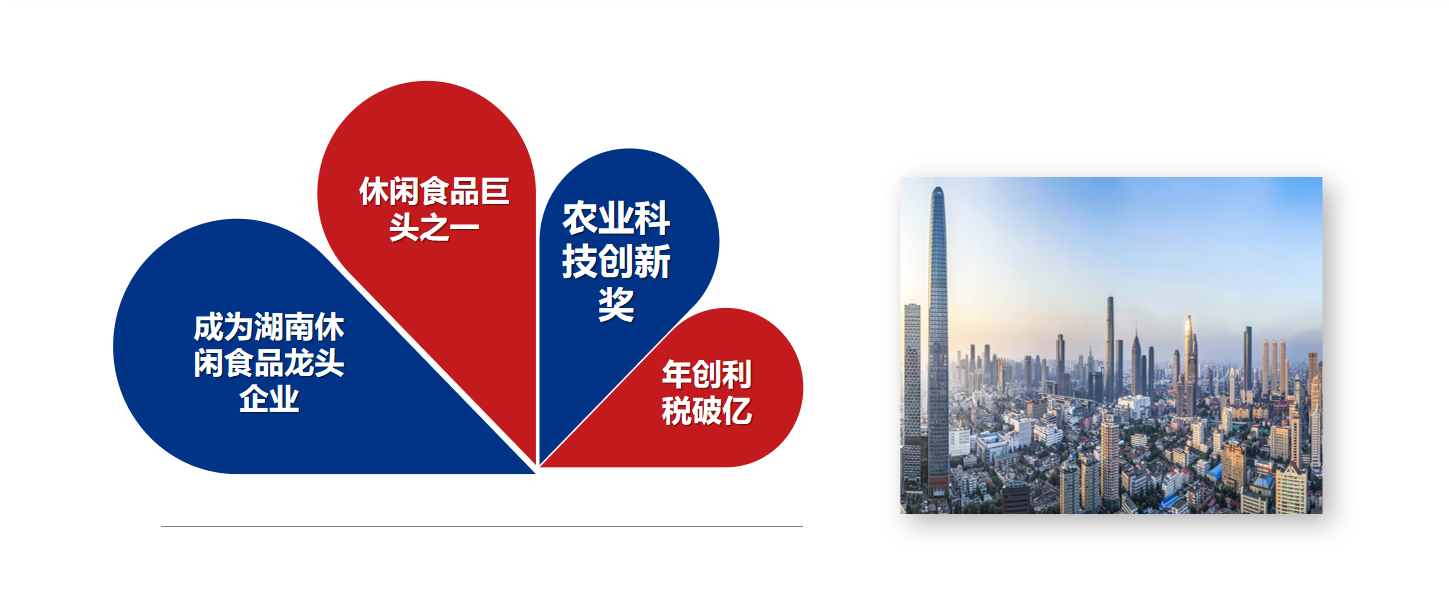 休闲食品巨
头之一
农业科
技创新
奖
成为湖南休
闲食品龙头
企业
年创利
税破亿